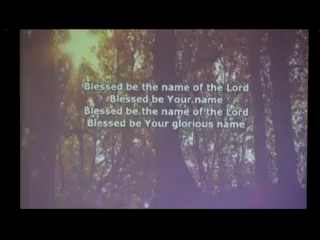 Blessed be the name of the Lord
Blessed be Your name
Blessed be the name of the Lord
Blessed be Your glorious name